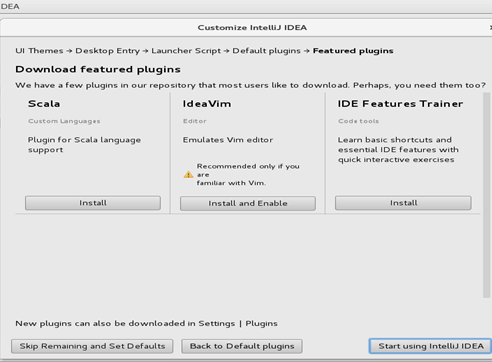 DEA
Customize IntelliJ IDEA
UI Themes → Desktop Entry → Launcher Script → Default plugins → Featured plugins
Download featured plugins
We have a few plugins in our repository that most users like to download. Perhaps, you need them too?
Scala
Custom Languages
Plugin for Scala language
support
Install
IdeaVim
Editor
Emulates Vim editor
Recommended only if you
are
familiar with Vim.
Install and Enable
IDE Features Trainer
Code tools
Learn basic shortcuts and
essential IDE features with
quick interactive exercises
Install
New plugins can also be downloaded in Settings | Plugins
Skip Remaining and Set Defaults
Back to Default plugins
Start using IntelliJ IDEA